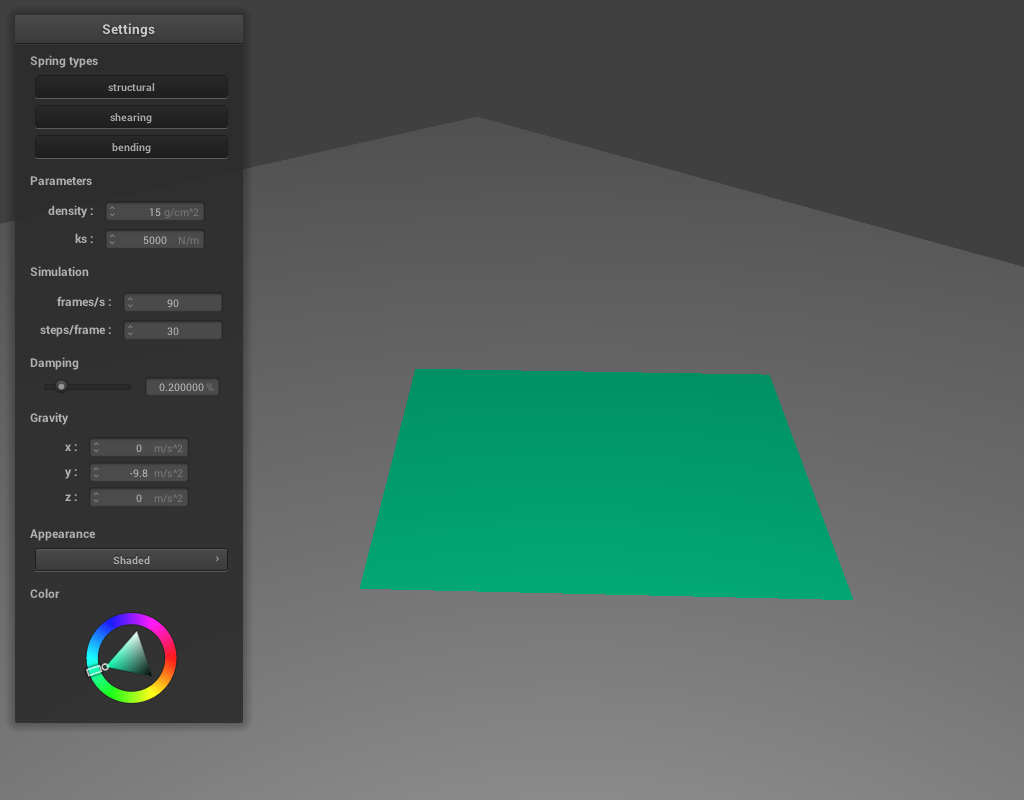 Settings
Spring types
structural
shearing
bending
Parameters
density : 15 g/cm^2
ks : 5000 N/m
Simulation
frames/s : 90
steps/frame : 30
Damping
0.200000 %
Gravity
x : 0 m/s^2
y : -9.8 m/s^2
z : 0 m/s^2
Appearance
Shaded
Color